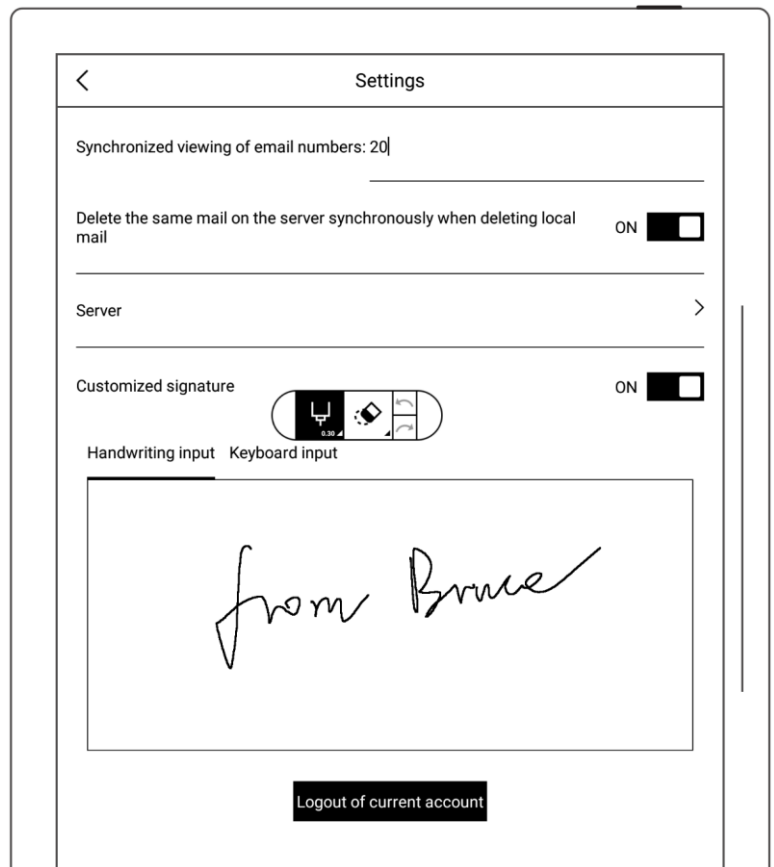 Settings
Synchronized viewing of email numbers: 20
Delete the same mail on the server synchronously when deleting local
mail
ON
Server
Customized signature
ON
0.30
Handwriting input Keyboard input
from Bruce
Logout of current account